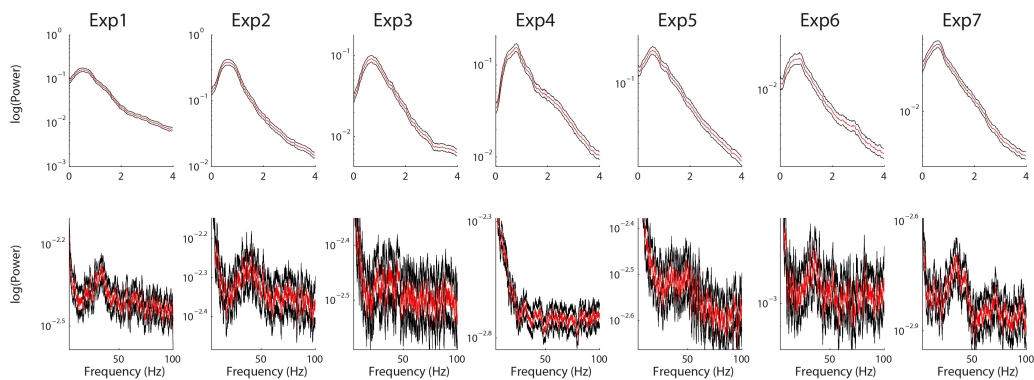 Exp1 Exp2 Exp3 Exp4 Exp5 Exp6 Exp7
log(Power)
10^0 10^-1 10^-2 10^-3 0 2 4
10^0 10^-1 10^-2 0 2 4
10^-1 10^-2 0 2 4
10^-1 10^-2 0 2 4
10^-1 0 2 4
10^-2 0 2 4
10^-2 0 2 4
log(Power)
10^-2.2 10^-2.5 50 100
10^-2.2 10^-2.3 10^-2.4 50 100
10^-2.4 10^-2.5 50 100
10^-2.3 10^-2.8 50 100
10^-2.4 10^-2.5 10^-2.6 50 100
10^-3 50 100
10^-2.6 10^-2.7 10^-2.9 50 100
Frequency (Hz) Frequency (Hz) Frequency (Hz) Frequency (Hz) Frequency (Hz) Frequency (Hz) Frequency (Hz)